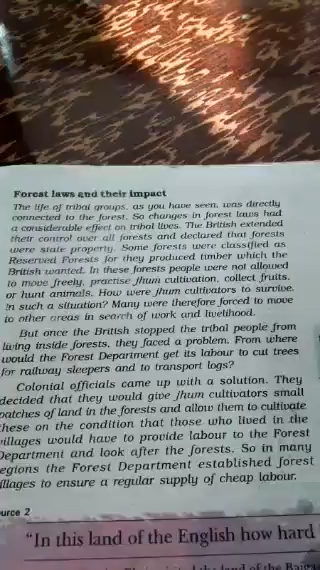 Forest laws and their impact
The life of tribal groups, as you have seen, was directly
connected to the forest. So changes in forest laws had
a considerable effect on tribal lives. The British extended
their control over all forests and declared that forests
were state property. Some forests were classified as
Reserved Forests for they produced timber which the
British wanted. In these forests people were not allowed
to move freely, practise jhum cultivation, collect fruits,
or hunt animals. How were jhum cultivators to survive
in such a situation? Many were therefore forced to move
to other areas in search of work and livelihood.
But once the British stopped the tribal people from
living inside forests, they faced a problem. From where
would the Forest Department get its labour to cut trees
for railway sleepers and to transport logs?
Colonial officials came up with a solution. They
decided that they would give jhum cultivators small
patches of land in the forests and allow them to cultivate
these on the condition that those who lived in the
villages would have to provide labour to the Forest
Department and look after the forests. So in many
egions the Forest Department established forest
illages to ensure a regular supply of cheap labour.
urce 2
"In this land of the English how hard
land of the Baiga